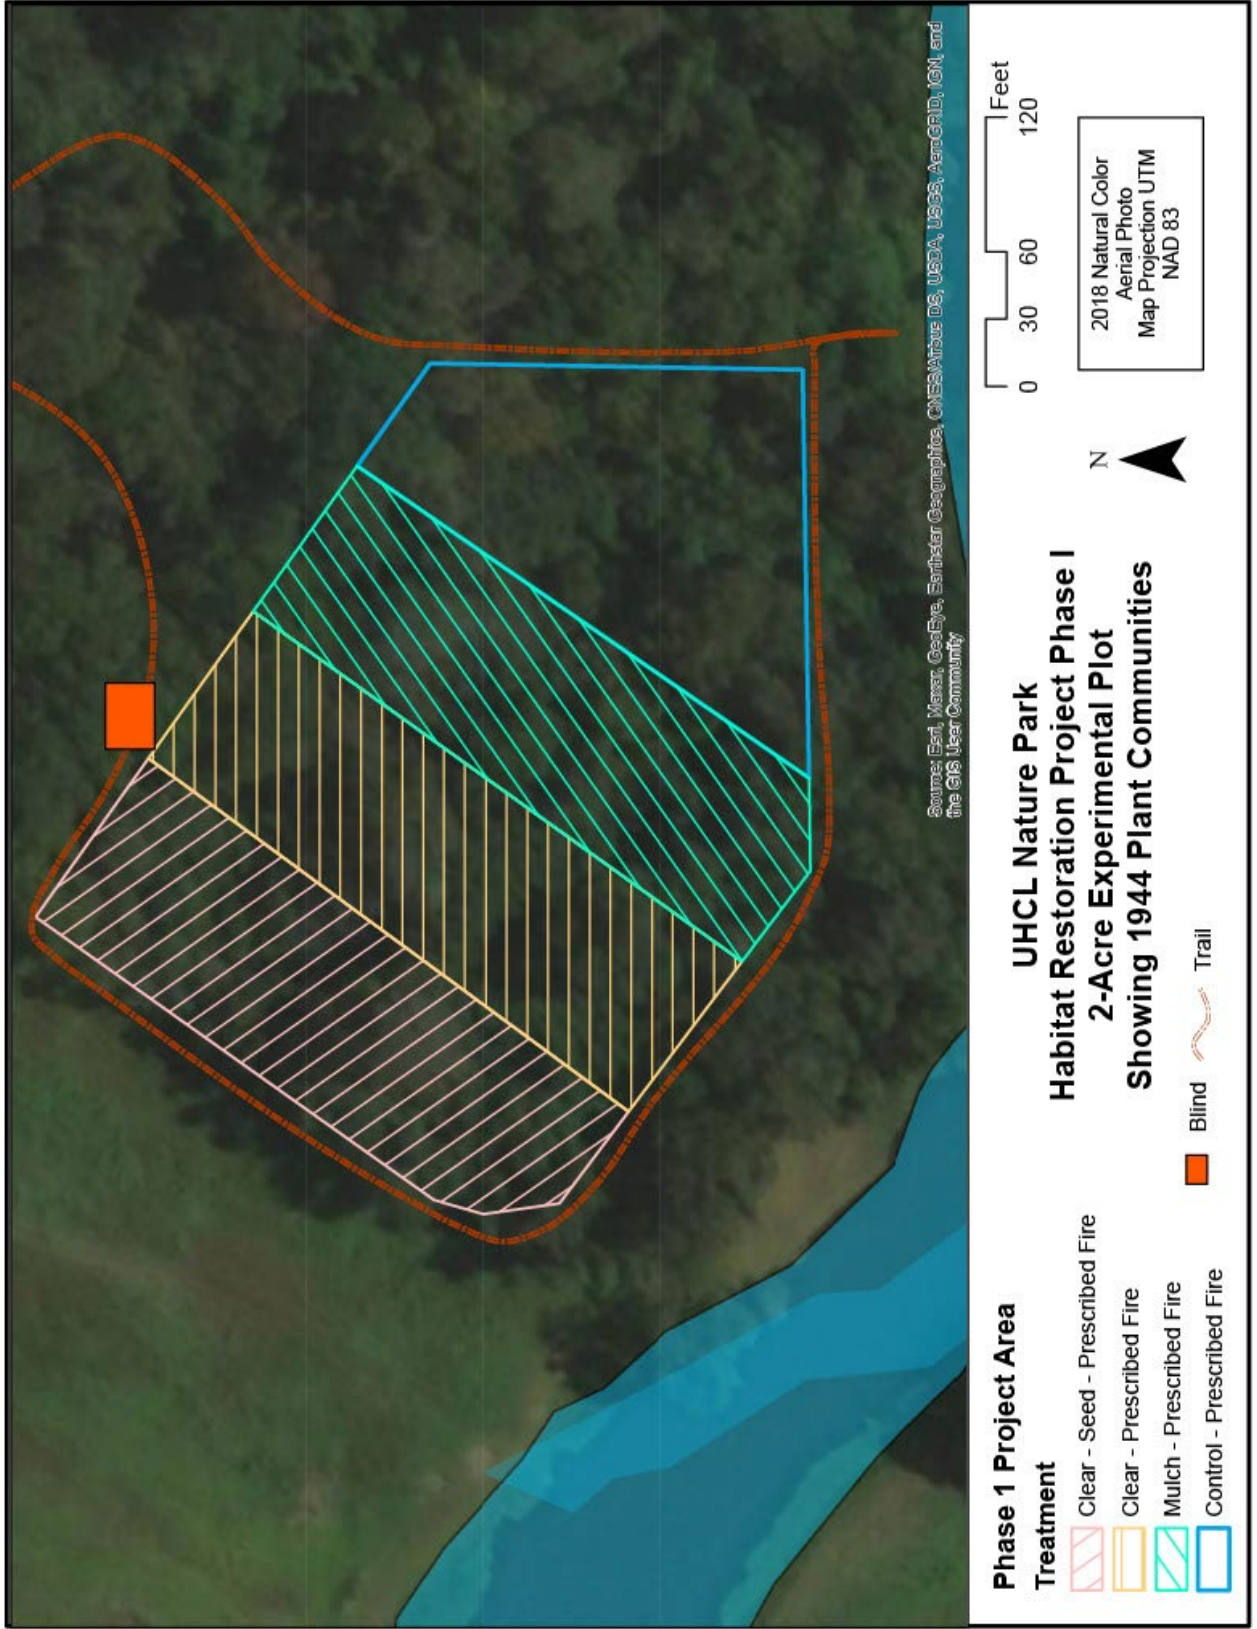 Source: Esri, Maxar, GeoEye, Earthstar Geographics, CNES/Airbus DS, USDA, USGS, AeroGRID, IGN, and
the GIS User Community
Phase 1 Project Area
Treatment
Clear - Seed - Prescribed Fire
Clear - Prescribed Fire
Mulch - Prescribed Fire
Control - Prescribed Fire
Blind
Trail
UHCL Nature Park
Habitat Restoration Project Phase I
2-Acre Experimental Plot
Showing 1944 Plant Communities
N
0 30 60 120
Feet
2018 Natural Color
Aerial Photo
Map Projection UTM
NAD 83